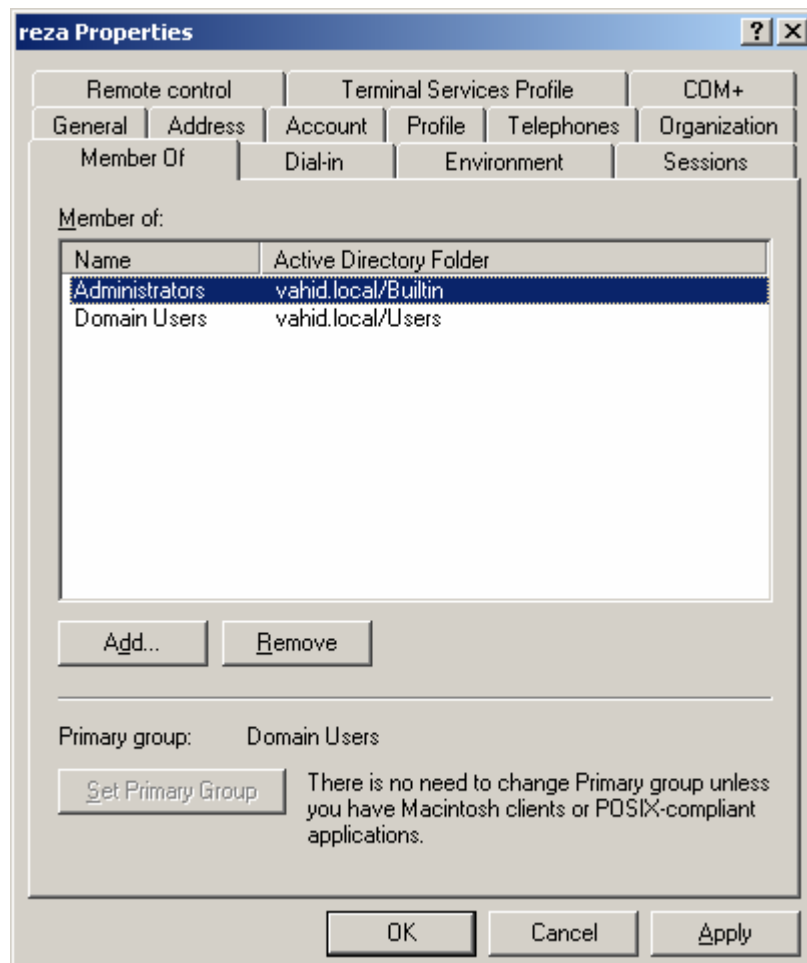 reza Properties
Remote control Terminal Services Profile COM+
General Address Account Profile Telephones Organization
Member Of Dial-in Environment Sessions
Member of:
Name Active Directory Folder
Administrators vahid.local/Builtin
Domain Users vahid.local/Users
Add... Remove
Primary group: Domain Users
Set Primary Group
There is no need to change Primary group unless
you have Macintosh clients or POSIX-compliant
applications.
OK Cancel Apply